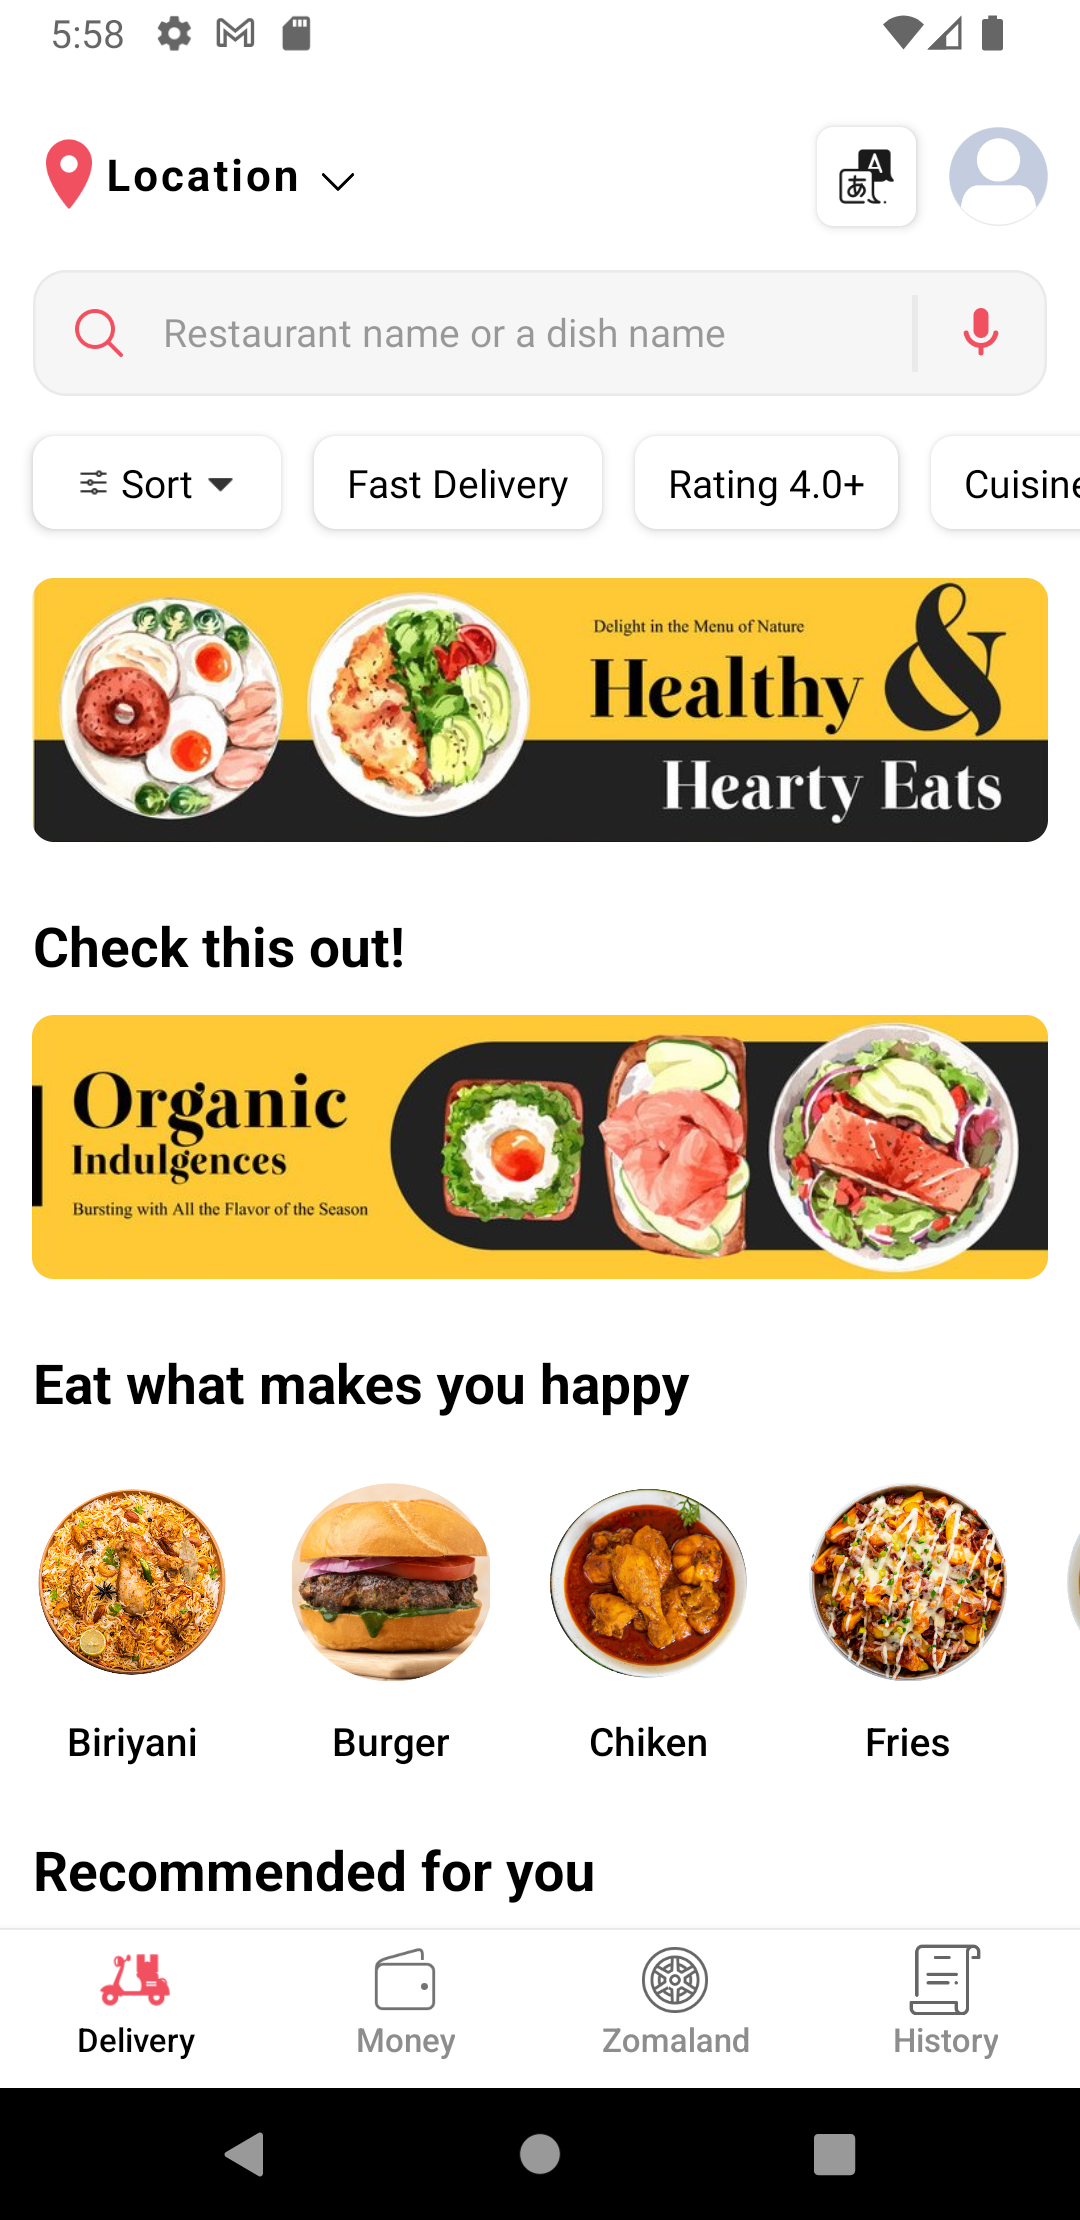 5:58
Location
Restaurant name or a dish name
Sort
Fast Delivery
Rating 4.0+
Cuisine
Delight in the Menu of Nature
Healthy &
Hearty Eats
Check this out!
Organic
Indulgences
Bursting with All the Flavor of the Season
Eat what makes you happy
Biriyani
Burger
Chiken
Fries
Recommended for you
Delivery
Money
Zomaland
History